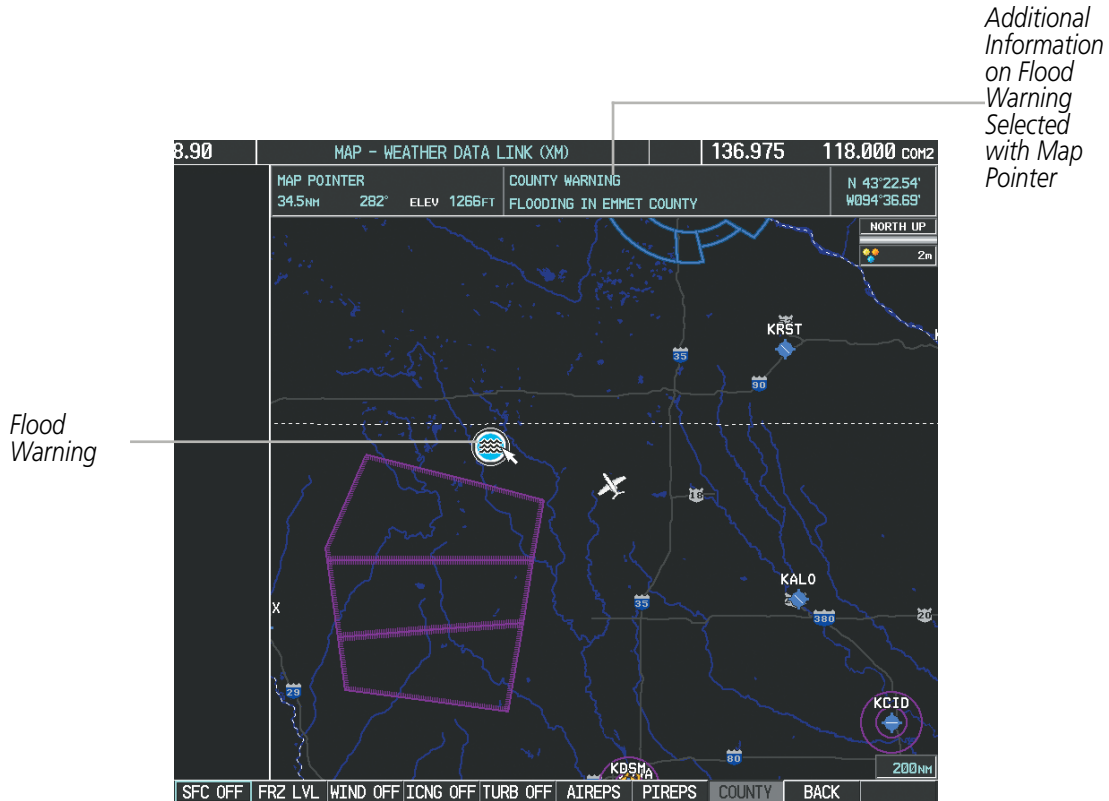 Additional
Information
on Flood
Warning
Selected
with Map
Pointer
8.90 MAP – WEATHER DATA LINK (XM) 136.975 118.000 COM2
MAP POINTER COUNTY WARNING N 43°22.54'
34.5NM 282° ELEV 1266FT FLOODING IN EMMET COUNTY W094°36.69'
NORTH UP
2m
KRST
35
90
Flood
Warning
18
KALO
35
380
20
X
29
KCID
80
KDSM
200NM
SFC OFF FRZ LVL WIND OFF ICNG OFF TURB OFF AIREPS PIREPS COUNTY BACK